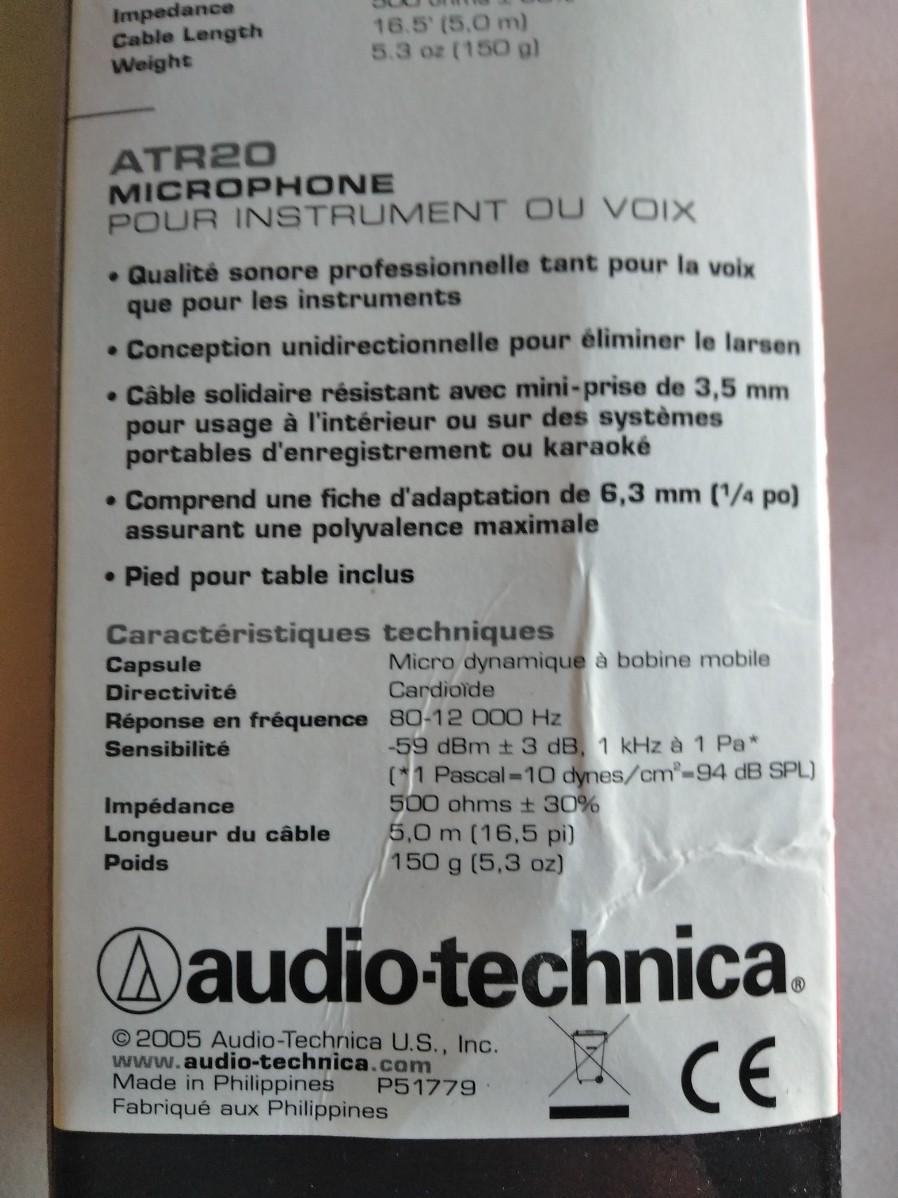 Impedance
Cable Length 16.5' (5,0 m)
Weight 5.3 oz (150 g)
ATR20
MICROPHONE
POUR INSTRUMENT OU VOIX
• Qualité sonore professionnelle tant pour la voix
que pour les instruments
• Conception unidirectionnelle pour éliminer le larsen
• Câble solidaire résistant avec mini-prise de 3,5 mm
pour usage à l'intérieur ou sur des systèmes
portables d'enregistrement ou karaoké
• Comprend une fiche d'adaptation de 6,3 mm (1/4 po)
assurant une polyvalence maximale
• Pied pour table inclus
Caractéristiques techniques
Capsule Micro dynamique à bobine mobile
Directivité Cardioïde
Réponse en fréquence 80-12 000 Hz
Sensibilité -59 dBm ± 3 dB, 1 kHz à 1 Pa*
(*1 Pascal=10 dynes/cm²=94 dB SPL)
Impédance 500 ohms ± 30%
Longueur du câble 5,0 m (16,5 pi)
Poids 150 g (5,3 oz)
audio-technica®
© 2005 Audio-Technica U.S., Inc.
www.audio-technica.com
Made in Philippines P51779
Fabriqué aux Philippines
CE